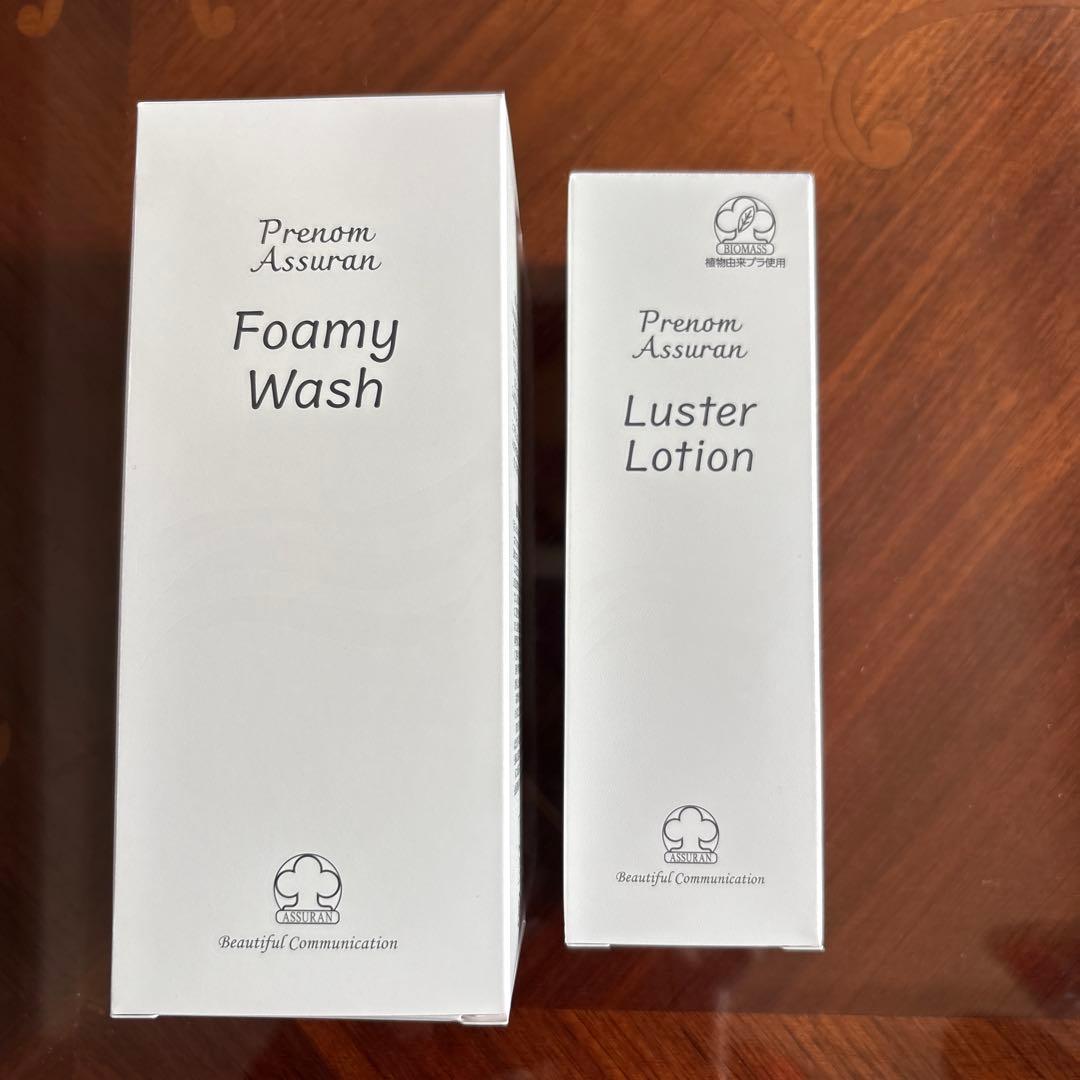 Prenom
Assuran
Foamy
Wash
ASSURAN
Beautiful Communication
BIOMASS
植物由来プラ使用
Prenom
Assuran
Luster
Lotion
ASSURAN
Beautiful Communication